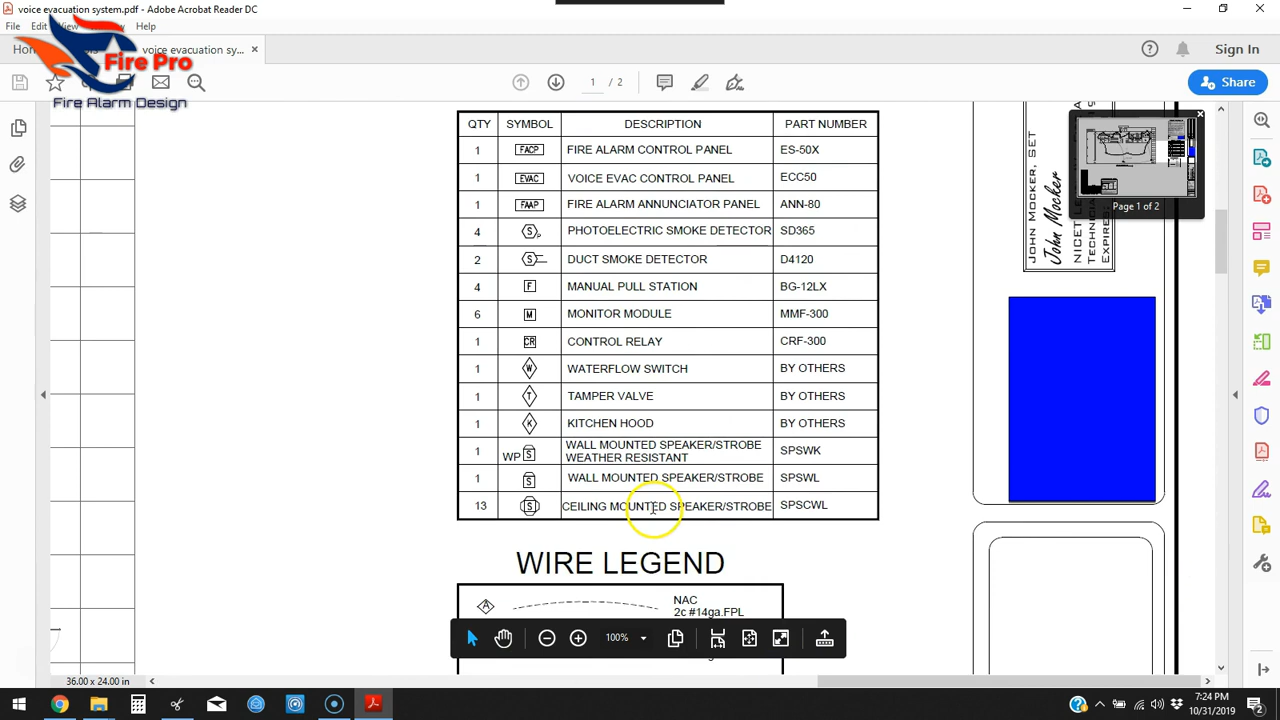 voice evacuation system.pdf - Adobe Acrobat Reader DC
File Edit View Help
voice evacuation sy...
Fire Pro
Fire Alarm Design
Sign In
1 / 2
Share
QTY SYMBOL DESCRIPTION PART NUMBER
1 FACP FIRE ALARM CONTROL PANEL ES-50X
1 EVAC VOICE EVAC CONTROL PANEL ECC50
1 FAAP FIRE ALARM ANNUNCIATOR PANEL ANN-80
4 S P PHOTOELECTRIC SMOKE DETECTOR SD365
2 S DUCT SMOKE DETECTOR D4120
4 F MANUAL PULL STATION BG-12LX
6 M MONITOR MODULE MMF-300
1 CR CONTROL RELAY CRF-300
1 W WATERFLOW SWITCH BY OTHERS
1 T TAMPER VALVE BY OTHERS
1 K KITCHEN HOOD BY OTHERS
1 WP S WALL MOUNTED SPEAKER/STROBE WEATHER RESISTANT SPSWK
1 S WALL MOUNTED SPEAKER/STROBE SPSWL
13 S CEILING MOUNTED SPEAKER/STROBE SPSCWL
WIRE LEGEND
A NAC
2c #14ga.FPL
JOHN MOCKER, SET
John Mocker
EXPIRES
Page 1 of 2
100%
36.00 x 24.00 in
7:24 PM
10/31/2019
2